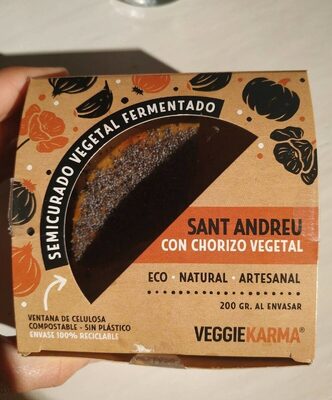 SEMICURADO VEGETAL FERMENTADO
SANT ANDREU
CON CHORIZO VEGETAL
ECO · NATURAL · ARTESANAL
200 GR. AL ENVASAR
VENTANA DE CELULOSA
COMPOSTABLE - SIN PLÁSTICO
ENVASE 100% RECICLABLE
VEGGIEKARMA®